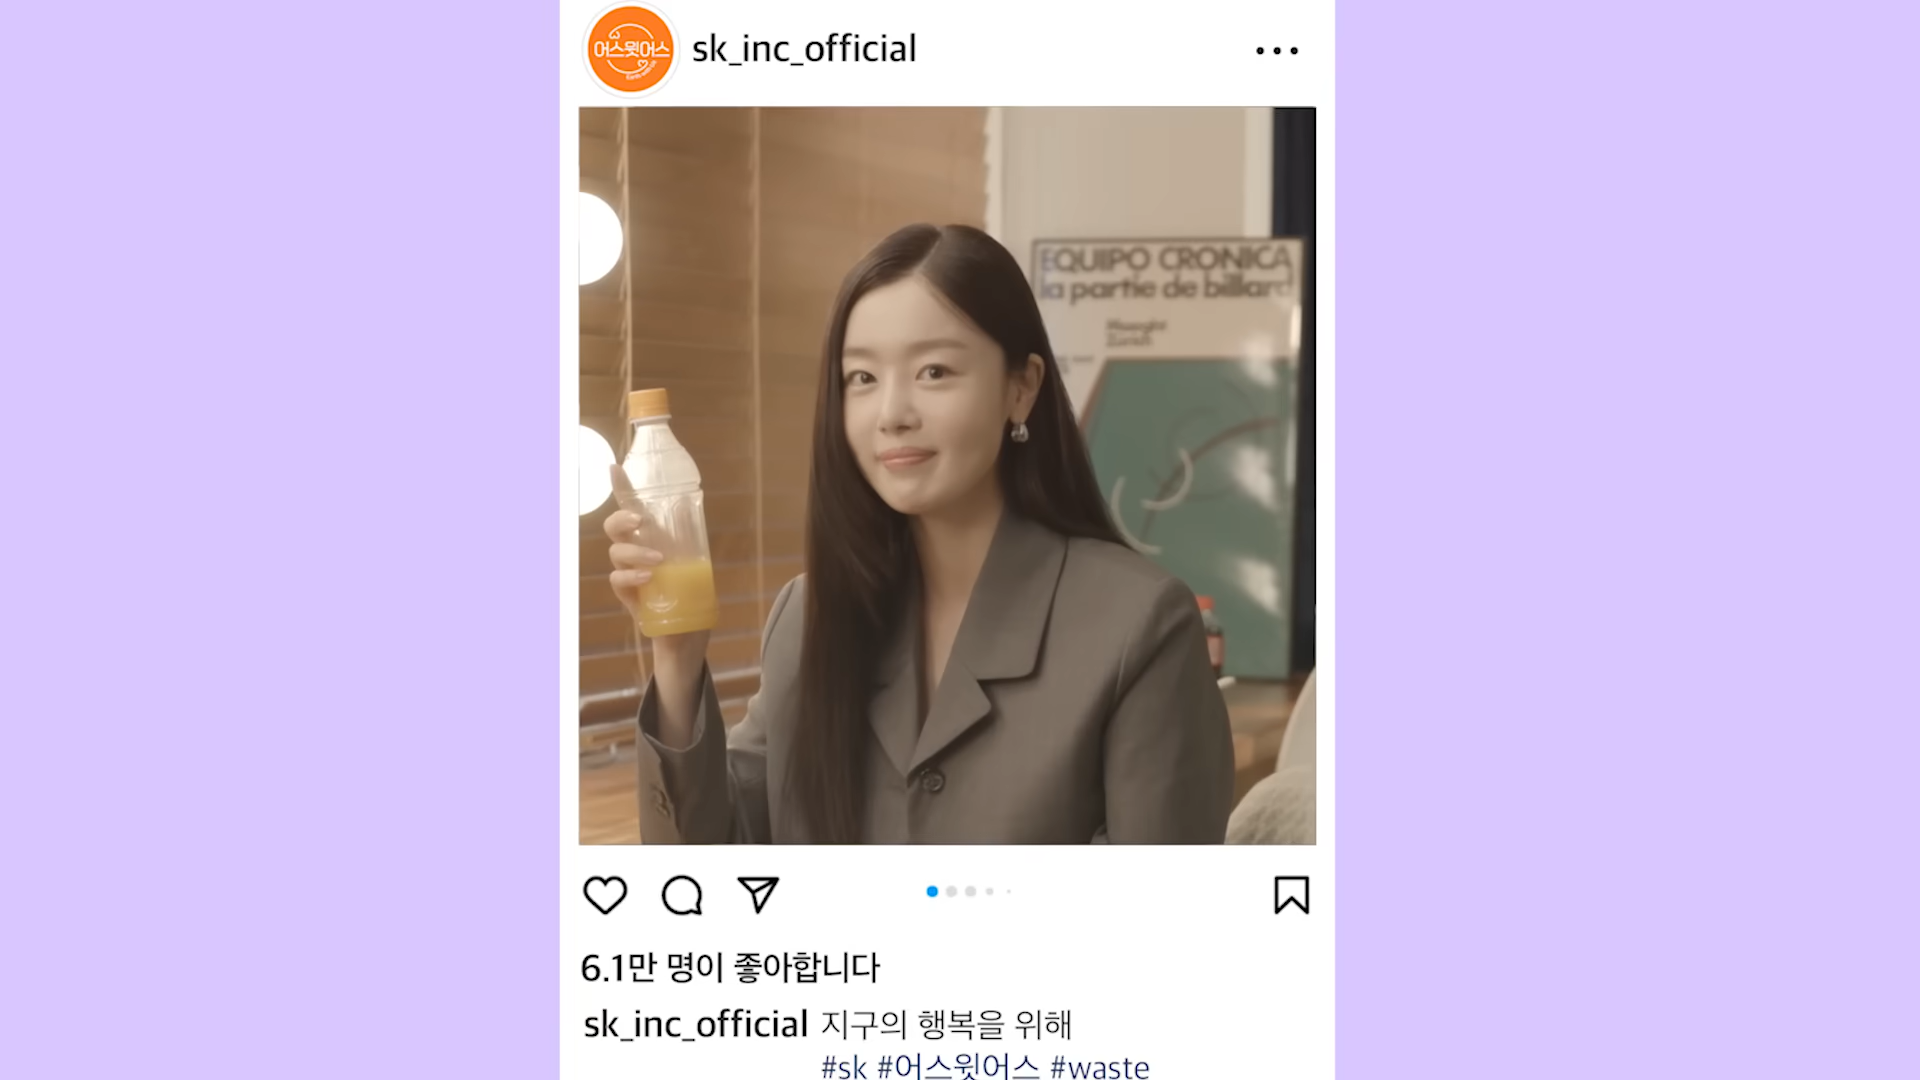 어스윗어스
sk_inc_official
EQUIPO CRONICA
la partie de billard
6.1만 명이 좋아합니다
sk_inc_official 지구의 행복을 위해
#sk #어스윗어스 #waste